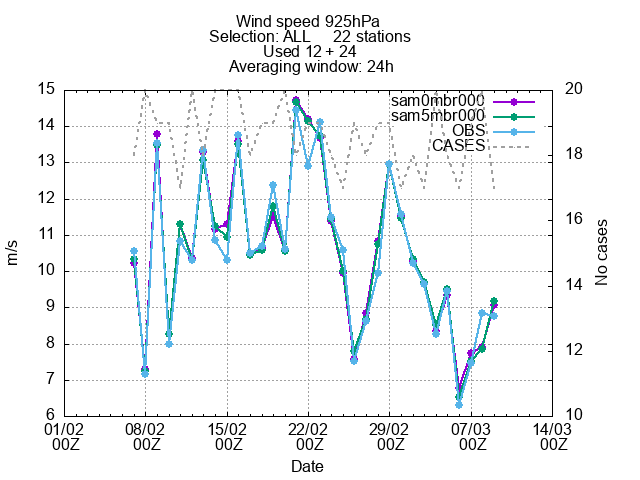 Wind speed 925hPa
Selection: ALL 22 stations
Used 12 + 24
Averaging window: 24h
sam0mbr000
sam5mbr000
OBS
CASES
15
14
13
12
11
10
9
8
7
6
m/s
20
18
16
14
12
10
No cases
01/02 08/02 15/02 22/02 29/02 07/03 14/03
00Z 00Z 00Z 00Z 00Z 00Z 00Z
Date